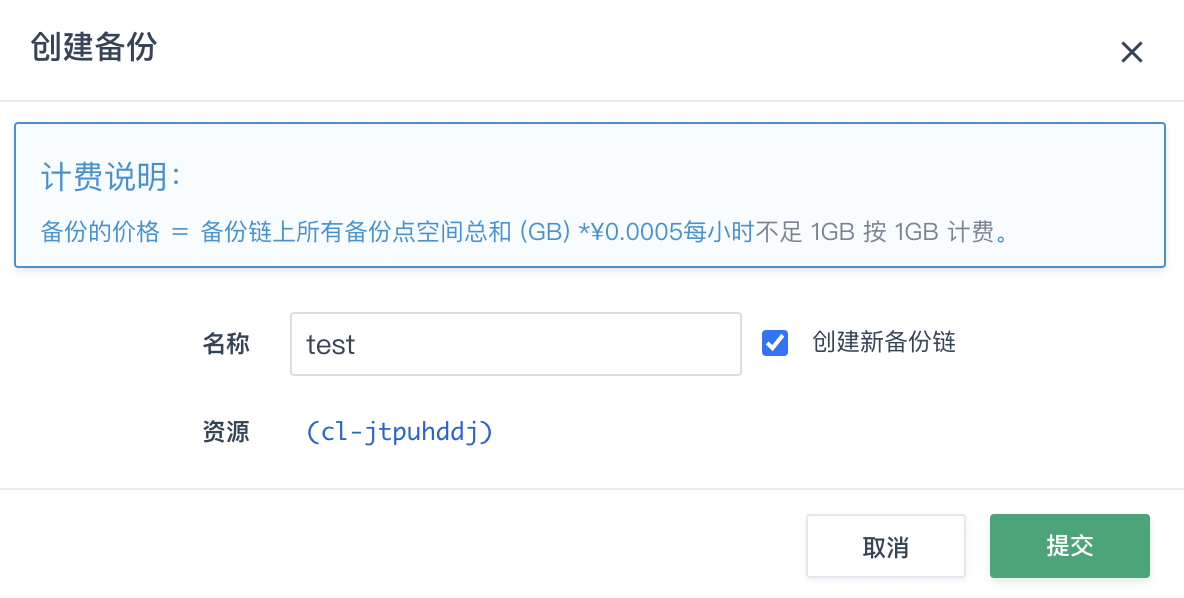 创建备份
计费说明：
备份的价格 ＝ 备份链上所有备份点空间总和 (GB) *¥0.0005每小时不足 1GB 按 1GB 计费。
名称 test 创建新备份链
资源 (cl-jtpuhddj)
取消 提交